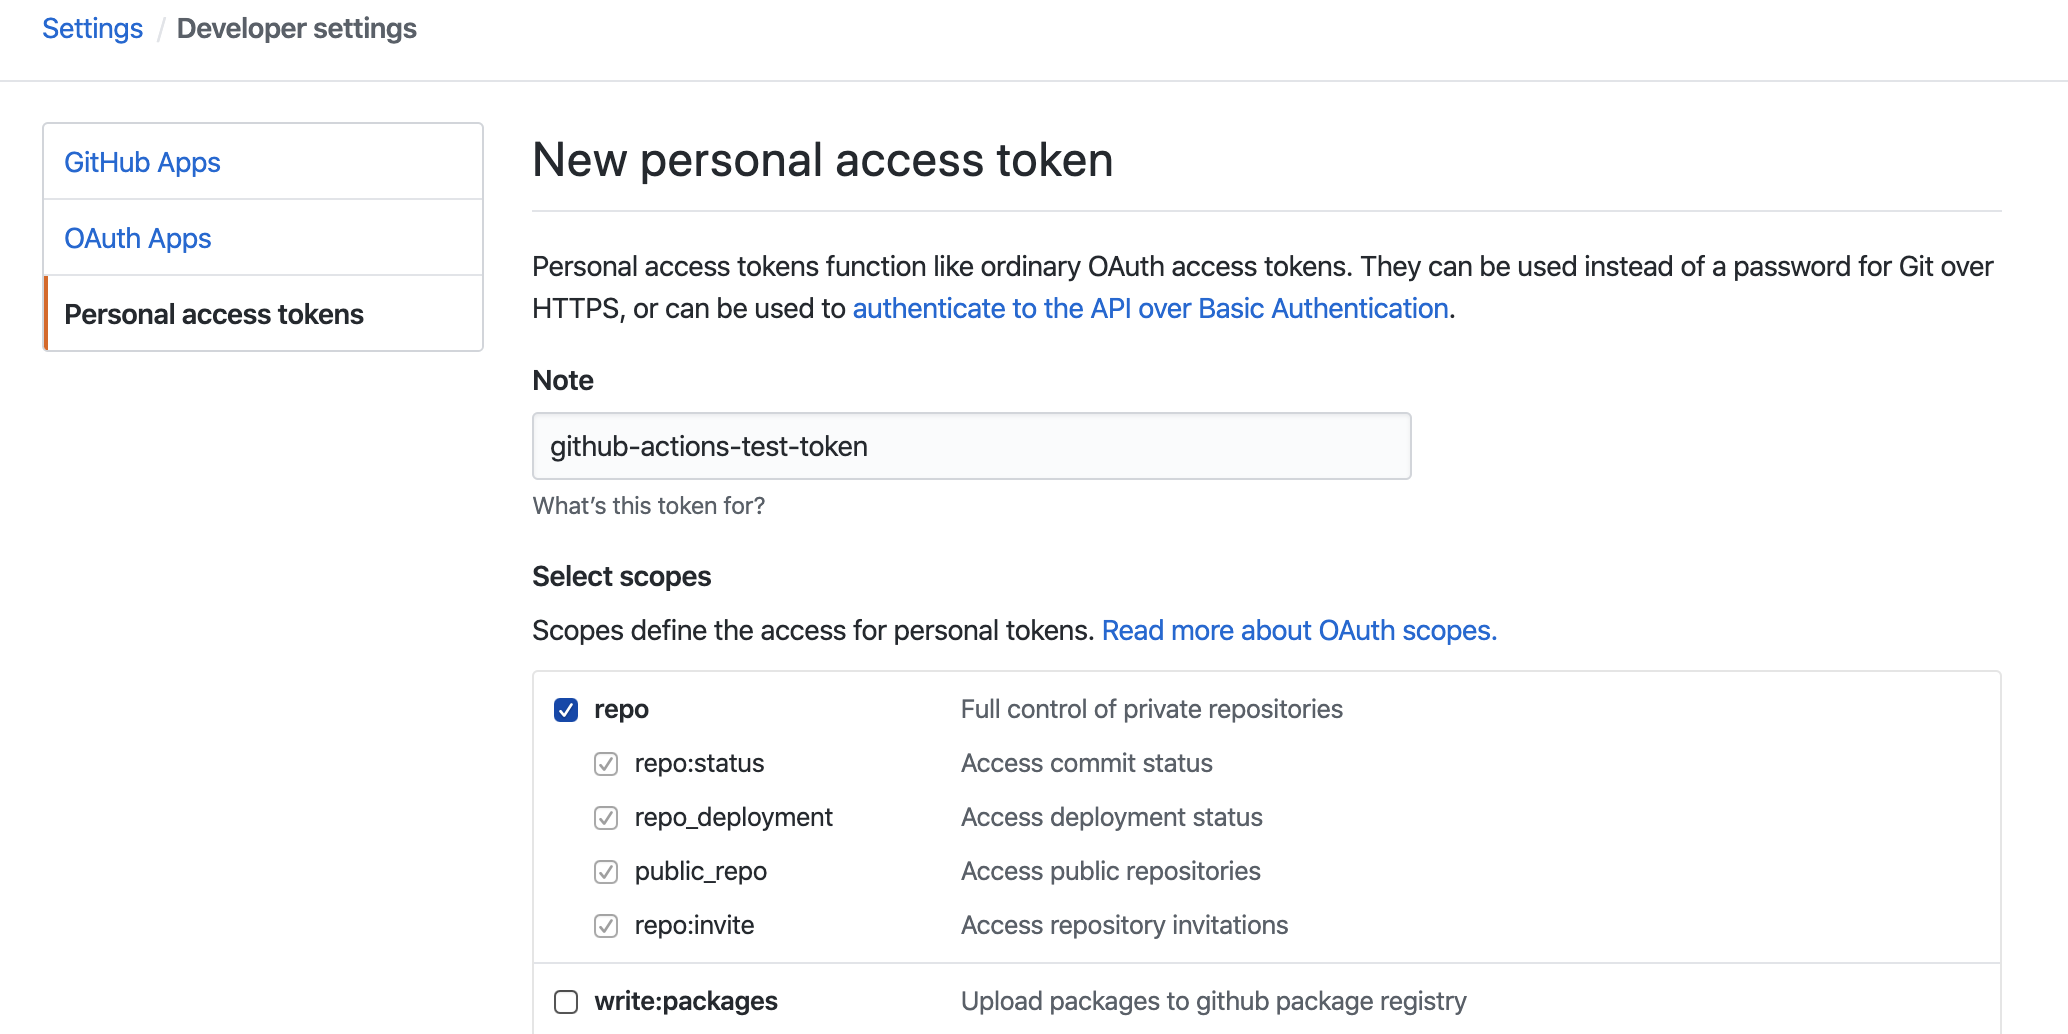 Settings / Developer settings
GitHub Apps
OAuth Apps
Personal access tokens
New personal access token
Personal access tokens function like ordinary OAuth access tokens. They can be used instead of a password for Git over
HTTPS, or can be used to authenticate to the API over Basic Authentication.
Note
github-actions-test-token
What's this token for?
Select scopes
Scopes define the access for personal tokens. Read more about OAuth scopes.
repo Full control of private repositories
repo:status Access commit status
repo_deployment Access deployment status
public_repo Access public repositories
repo:invite Access repository invitations
write:packages Upload packages to github package registry